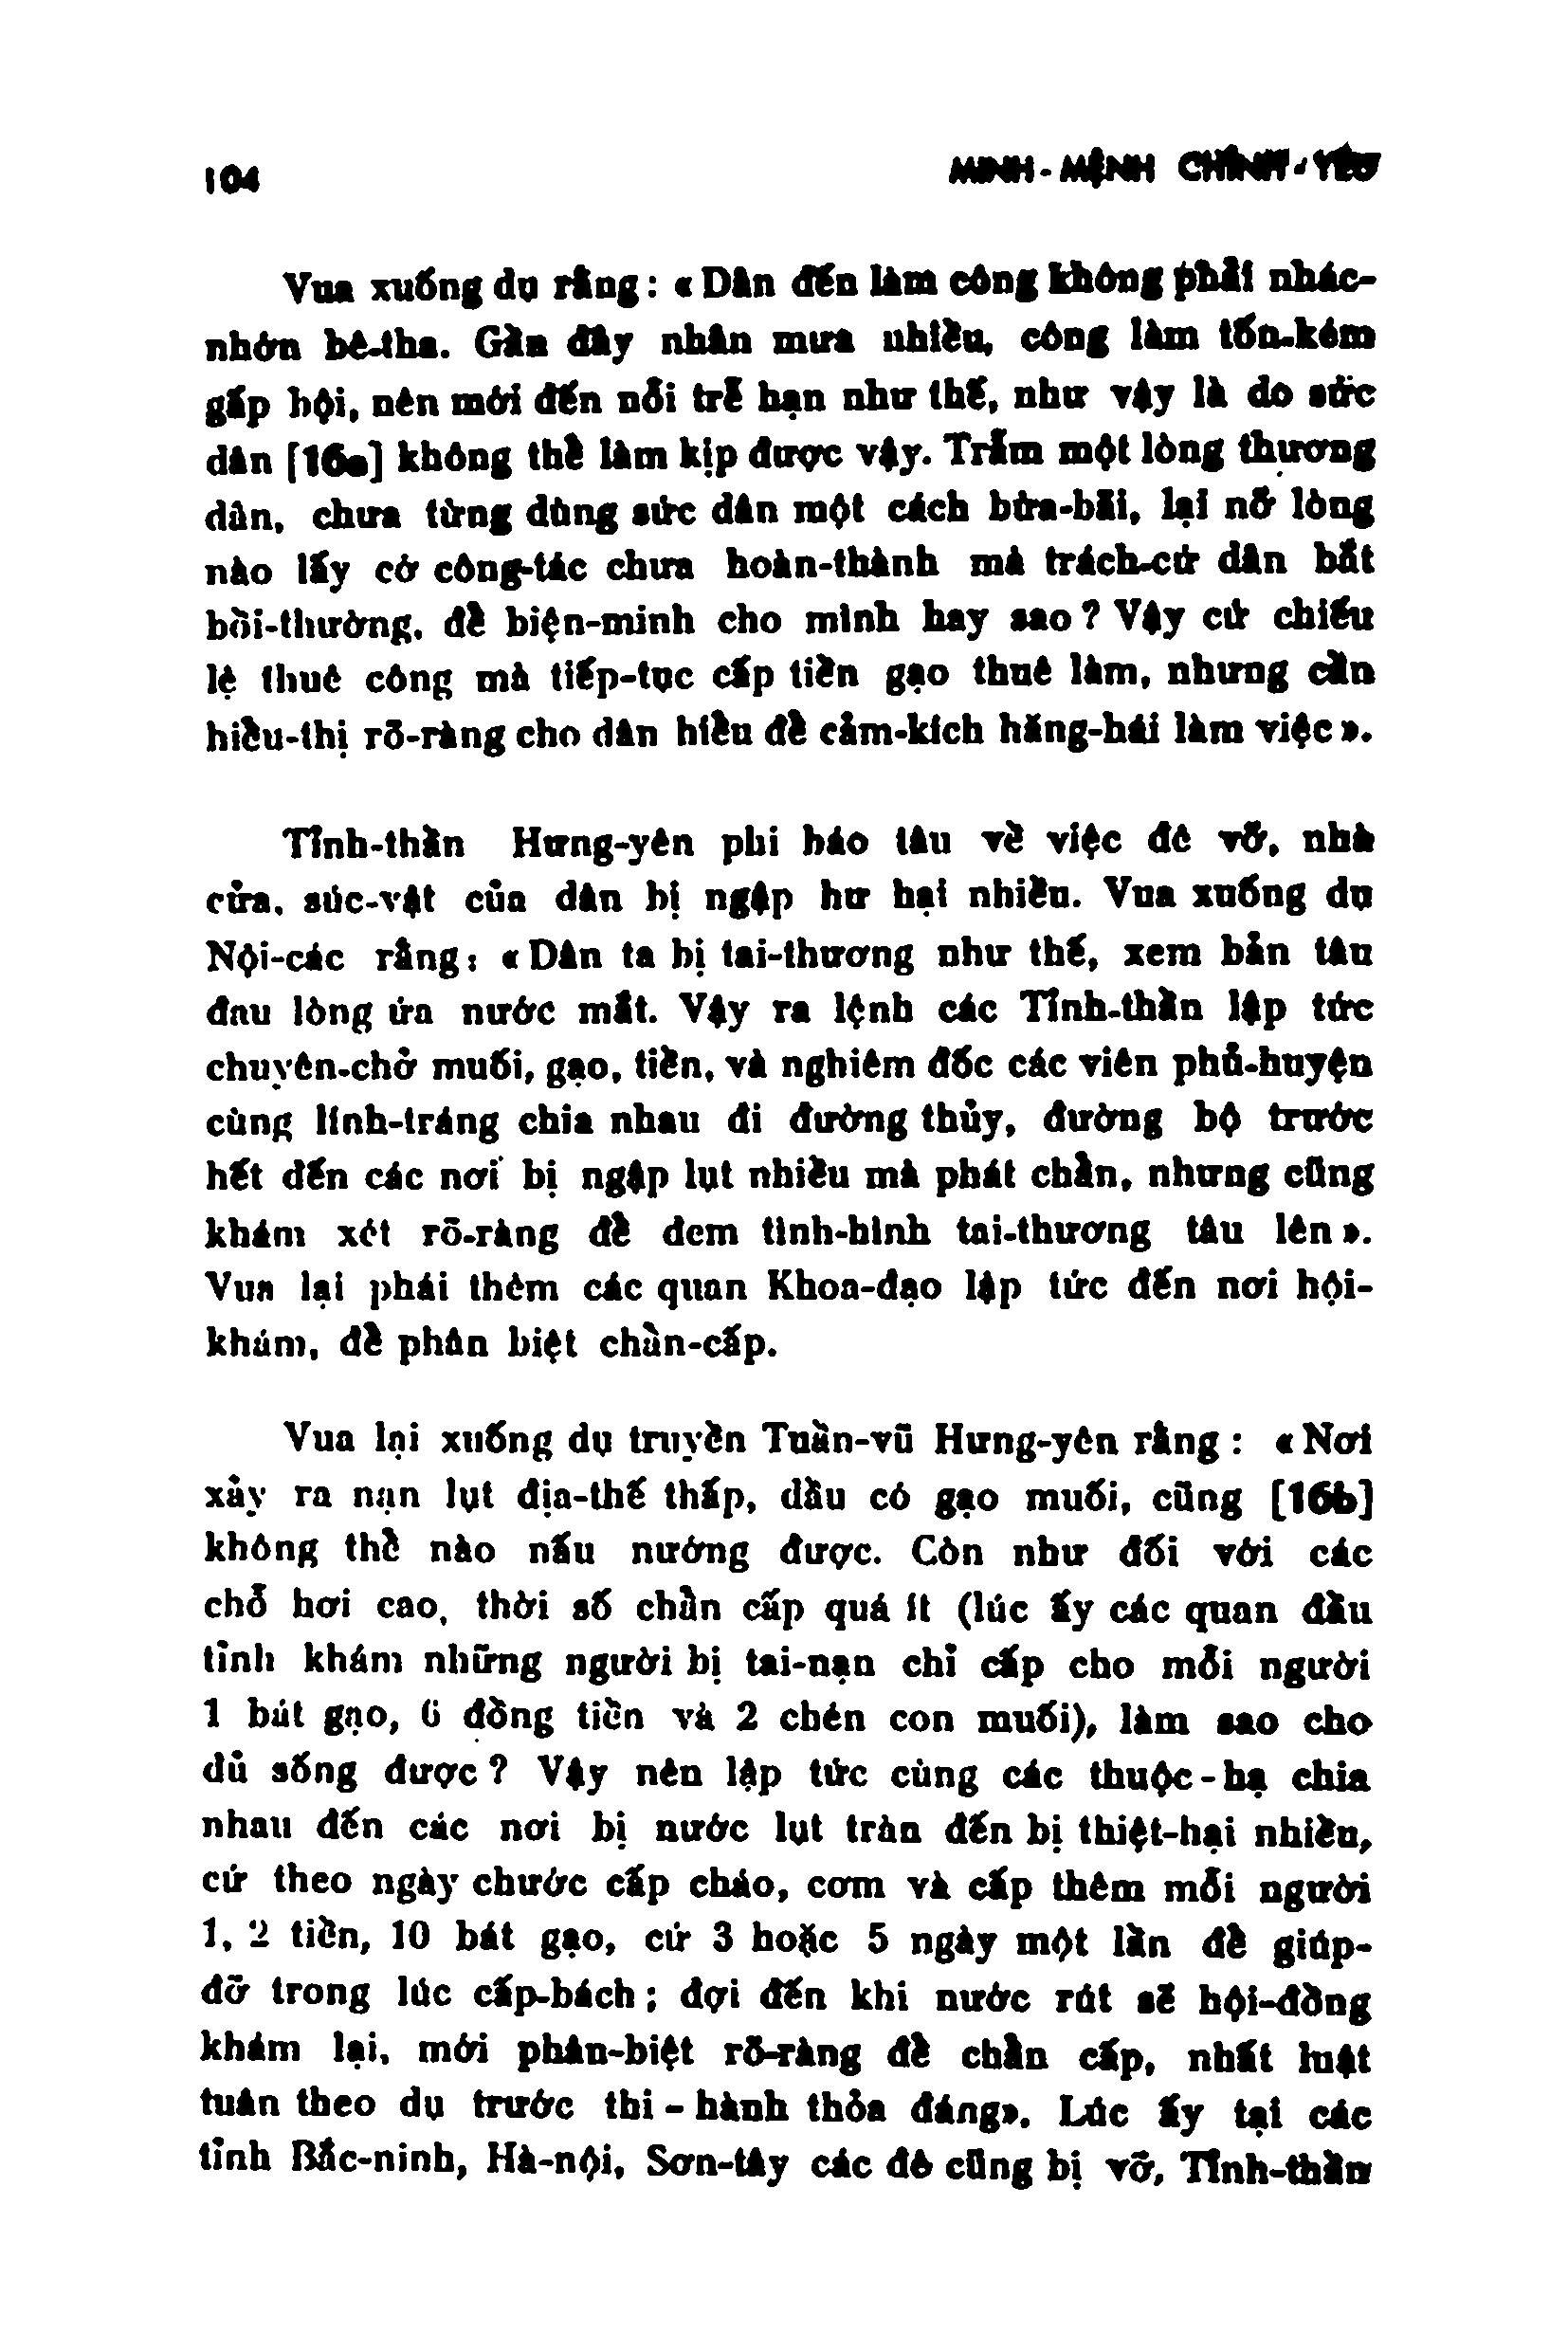 104
MINH-MỆNH CHÍNH-YẾU
Vua xuống dụ rằng : « Dân đến làm công không phải nhác-
nhớn bê-tha. Gần đây nhân mưa nhiều, công làm tốn-kém
gấp bội, nên mới đến nỗi trễ hạn như thế, như vậy là do sức
dân [16a] không thể làm kịp được vậy. Trẫm một lòng thương
dân, chưa từng dùng sức dân một cách bừa-bãi, lại nỡ lòng
nào lấy cớ công-tác chưa hoàn-thành mà trách-cứ dân bắt
bồi-thường, để biện-minh cho mình hay sao ? Vậy cứ chiếu
lệ thuê công mà tiếp-tục cấp tiền gạo thuê làm, nhưng cần
hiểu-thị rõ-ràng cho dân hiểu để cảm-kích hăng-hái làm việc ».
Tỉnh-thần Hưng-yên phi báo tâu về việc đê vỡ, nhà
cửa, súc-vật của dân bị ngập hư hại nhiều. Vua xuống dụ
Nội-các rằng : « Dân ta bị tai-thương như thế, xem bản tâu
đau lòng ứa nước mắt. Vậy ra lệnh các Tỉnh-thần lập tức
chuyên-chở muối, gạo, tiền, và nghiêm đốc các viên phủ-huyện
cùng lính-tráng chia nhau đi đường thủy, đường bộ trước
hết đến các nơi bị ngập lụt nhiều mà phát chẩn, nhưng cũng
khám xét rõ-ràng để đem tình-hình tai-thương tâu lên ».
Vua lại phái thêm các quan Khoa-đạo lập tức đến nơi hội-
khám, để phân biệt chẩn-cấp.
Vua lại xuống dụ truyền Tuần-vũ Hưng-yên rằng : « Nơi
xảy ra nạn lụt địa-thế thấp, dầu có gạo muối, cũng [16b]
không thể nào nấu nướng được. Còn như đối với các
chỗ hơi cao, thời số chẩn cấp quá ít (lúc ấy các quan đầu
tỉnh khám những người bị tai-nạn chỉ cấp cho mỗi người
1 bát gạo, 6 đồng tiền và 2 chén con muối), làm sao cho
đủ sống được ? Vậy nên lập tức cùng các thuộc-hạ chia
nhau đến các nơi bị nước lụt tràn đến bị thiệt-hại nhiều,
cứ theo ngày chước cấp cháo, cơm và cấp thêm mỗi người
1, 2 tiền, 10 bát gạo, cứ 3 hoặc 5 ngày một lần để giúp-
đỡ trong lúc cấp-bách ; đợi đến khi nước rút sẽ hội-đồng
khám lại, mới phân-biệt rõ-ràng để chẩn cấp, nhất luật
tuân theo dụ trước thi-hành thỏa đáng». Lúc ấy tại các
tỉnh Bắc-ninh, Hà-nội, Sơn-tây các đê cũng bị vỡ, Tỉnh-thần